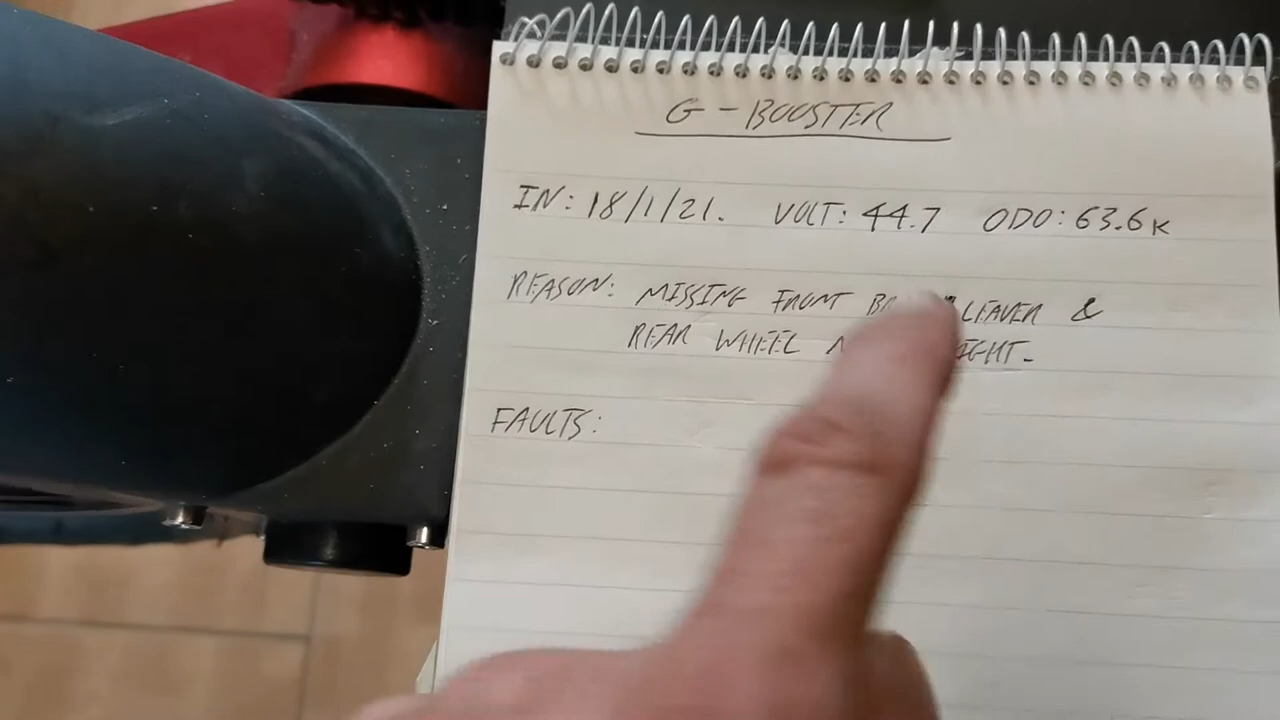 G-BOOSTER
IN: 18/1/21. VOLT: 44.7 ODO: 63.6K
REASON: MISSING FRONT LEAVER &
REAR WHEEL
FAULTS: